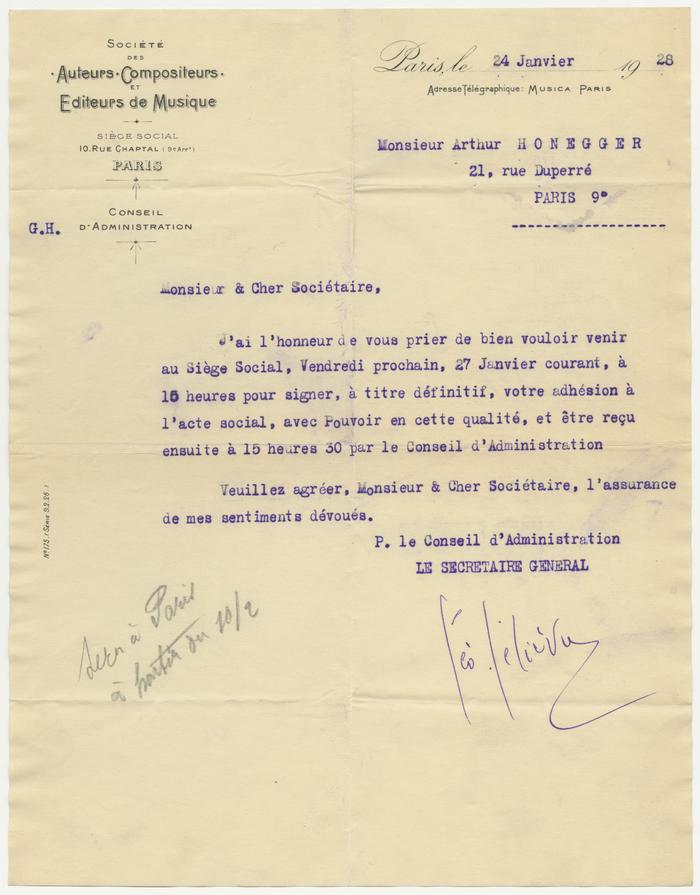 SOCIÉTÉ
DES
·Auteurs·Compositeurs·
ET
Editeurs de Musique
SIÈGE SOCIAL
10. RUE CHAPTAL (9e Arrt)
PARIS
CONSEIL
D'ADMINISTRATION
G.H.
Paris, le 24 Janvier 1928
Adresse Télégraphique: MUSICA PARIS
Monsieur Arthur HONEGGER
21, rue Duperré
PARIS 9°
Monsieur & Cher Sociétaire,
J'ai l'honneur de vous prier de bien vouloir venir
au Siège Social, Vendredi prochain, 27 Janvier courant, à
15 heures pour signer, à titre définitif, votre adhésion à
l'acte social, avec Pouvoir en cette qualité, et être reçu
ensuite à 15 heures 30 par le Conseil d'Administration
Veuillez agréer, Monsieur & Cher Sociétaire, l'assurance
de mes sentiments dévoués.
P. le Conseil d'Administration
LE SECRETAIRE GENERAL
sera à Paris
à partir du 10/2